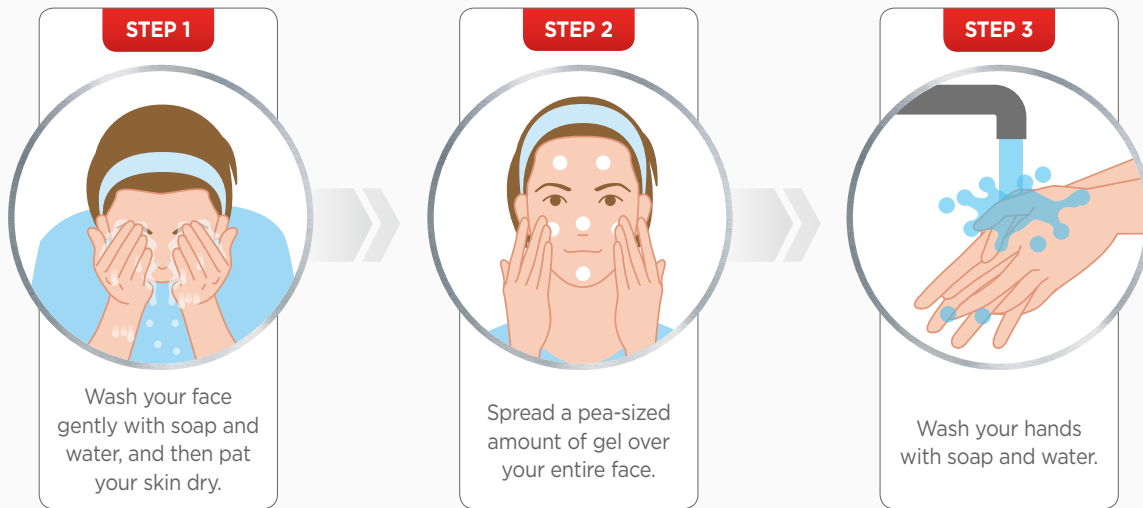 STEP 1
Wash your face
gently with soap and
water, and then pat
your skin dry.
STEP 2
Spread a pea-sized
amount of gel over
your entire face.
STEP 3
Wash your hands
with soap and water.